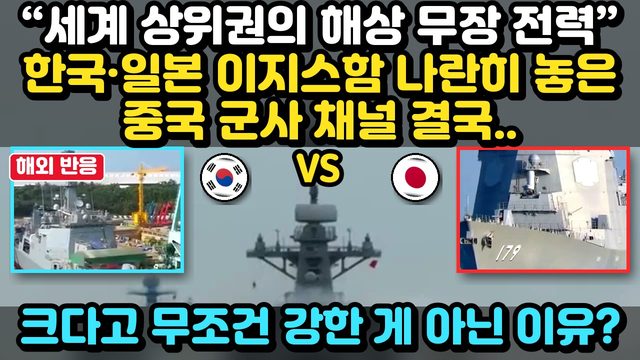 “세계 상위권의 해상 무장 전력”
한국·일본 이지스함 나란히 놓은
중국 군사 채널 결국..
해외 반응
VS
179
크다고 무조건 강한 게 아닌 이유?